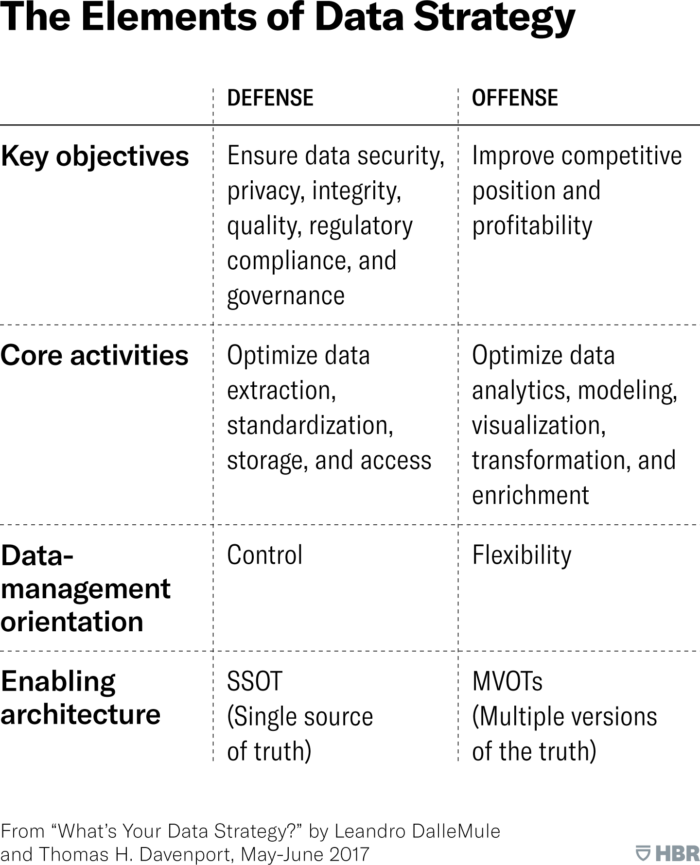 The Elements of Data Strategy
DEFENSE
OFFENSE
Key objectives
Ensure data security,
privacy, integrity,
quality, regulatory
compliance, and
governance
Improve competitive
position and
profitability
Core activities
Optimize data
extraction,
standardization,
storage, and access
Optimize data
analytics, modeling,
visualization,
transformation, and
enrichment
Data-
management
orientation
Control
Flexibility
Enabling
architecture
SSOT
(Single source
of truth)
MVOTs
(Multiple versions
of the truth)
From “What’s Your Data Strategy?” by Leandro DalleMule
and Thomas H. Davenport, May-June 2017
HBR